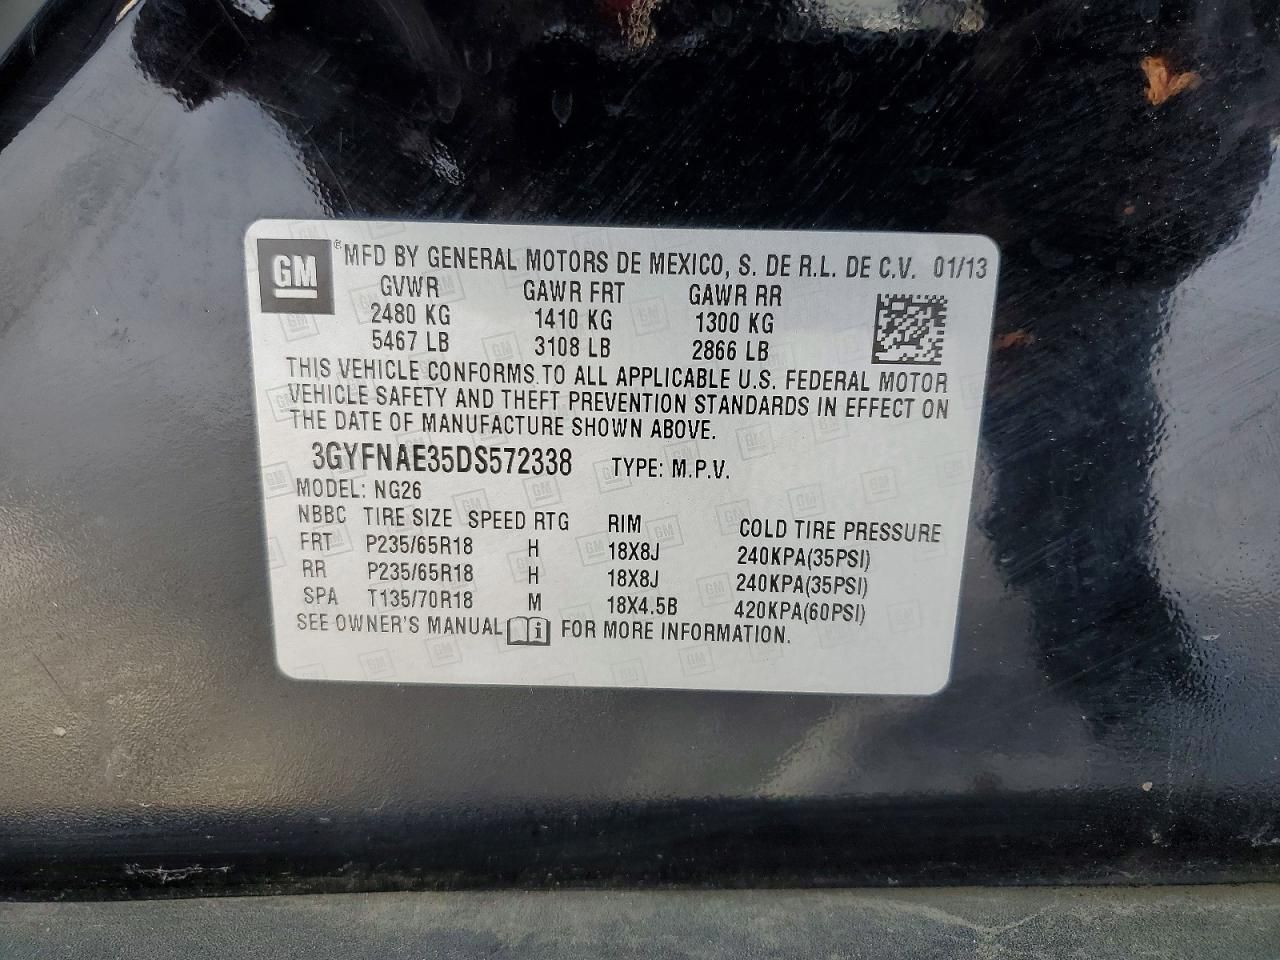 GM ® MFD BY GENERAL MOTORS DE MEXICO, S. DE R.L. DE C.V. 01/13
GVWR GAWR FRT GAWR RR
2480 KG 1410 KG 1300 KG
5467 LB 3108 LB 2866 LB
THIS VEHICLE CONFORMS TO ALL APPLICABLE U.S. FEDERAL MOTOR
VEHICLE SAFETY AND THEFT PREVENTION STANDARDS IN EFFECT ON
THE DATE OF MANUFACTURE SHOWN ABOVE.
3GYFNAE35DS572338 TYPE: M.P.V.
MODEL: NG26
NBBC TIRE SIZE SPEED RTG RIM COLD TIRE PRESSURE
FRT P235/65R18 H 18X8J 240KPA(35PSI)
RR P235/65R18 H 18X8J 240KPA(35PSI)
SPA T135/70R18 M 18X4.5B 420KPA(60PSI)
SEE OWNER'S MANUAL FOR MORE INFORMATION.